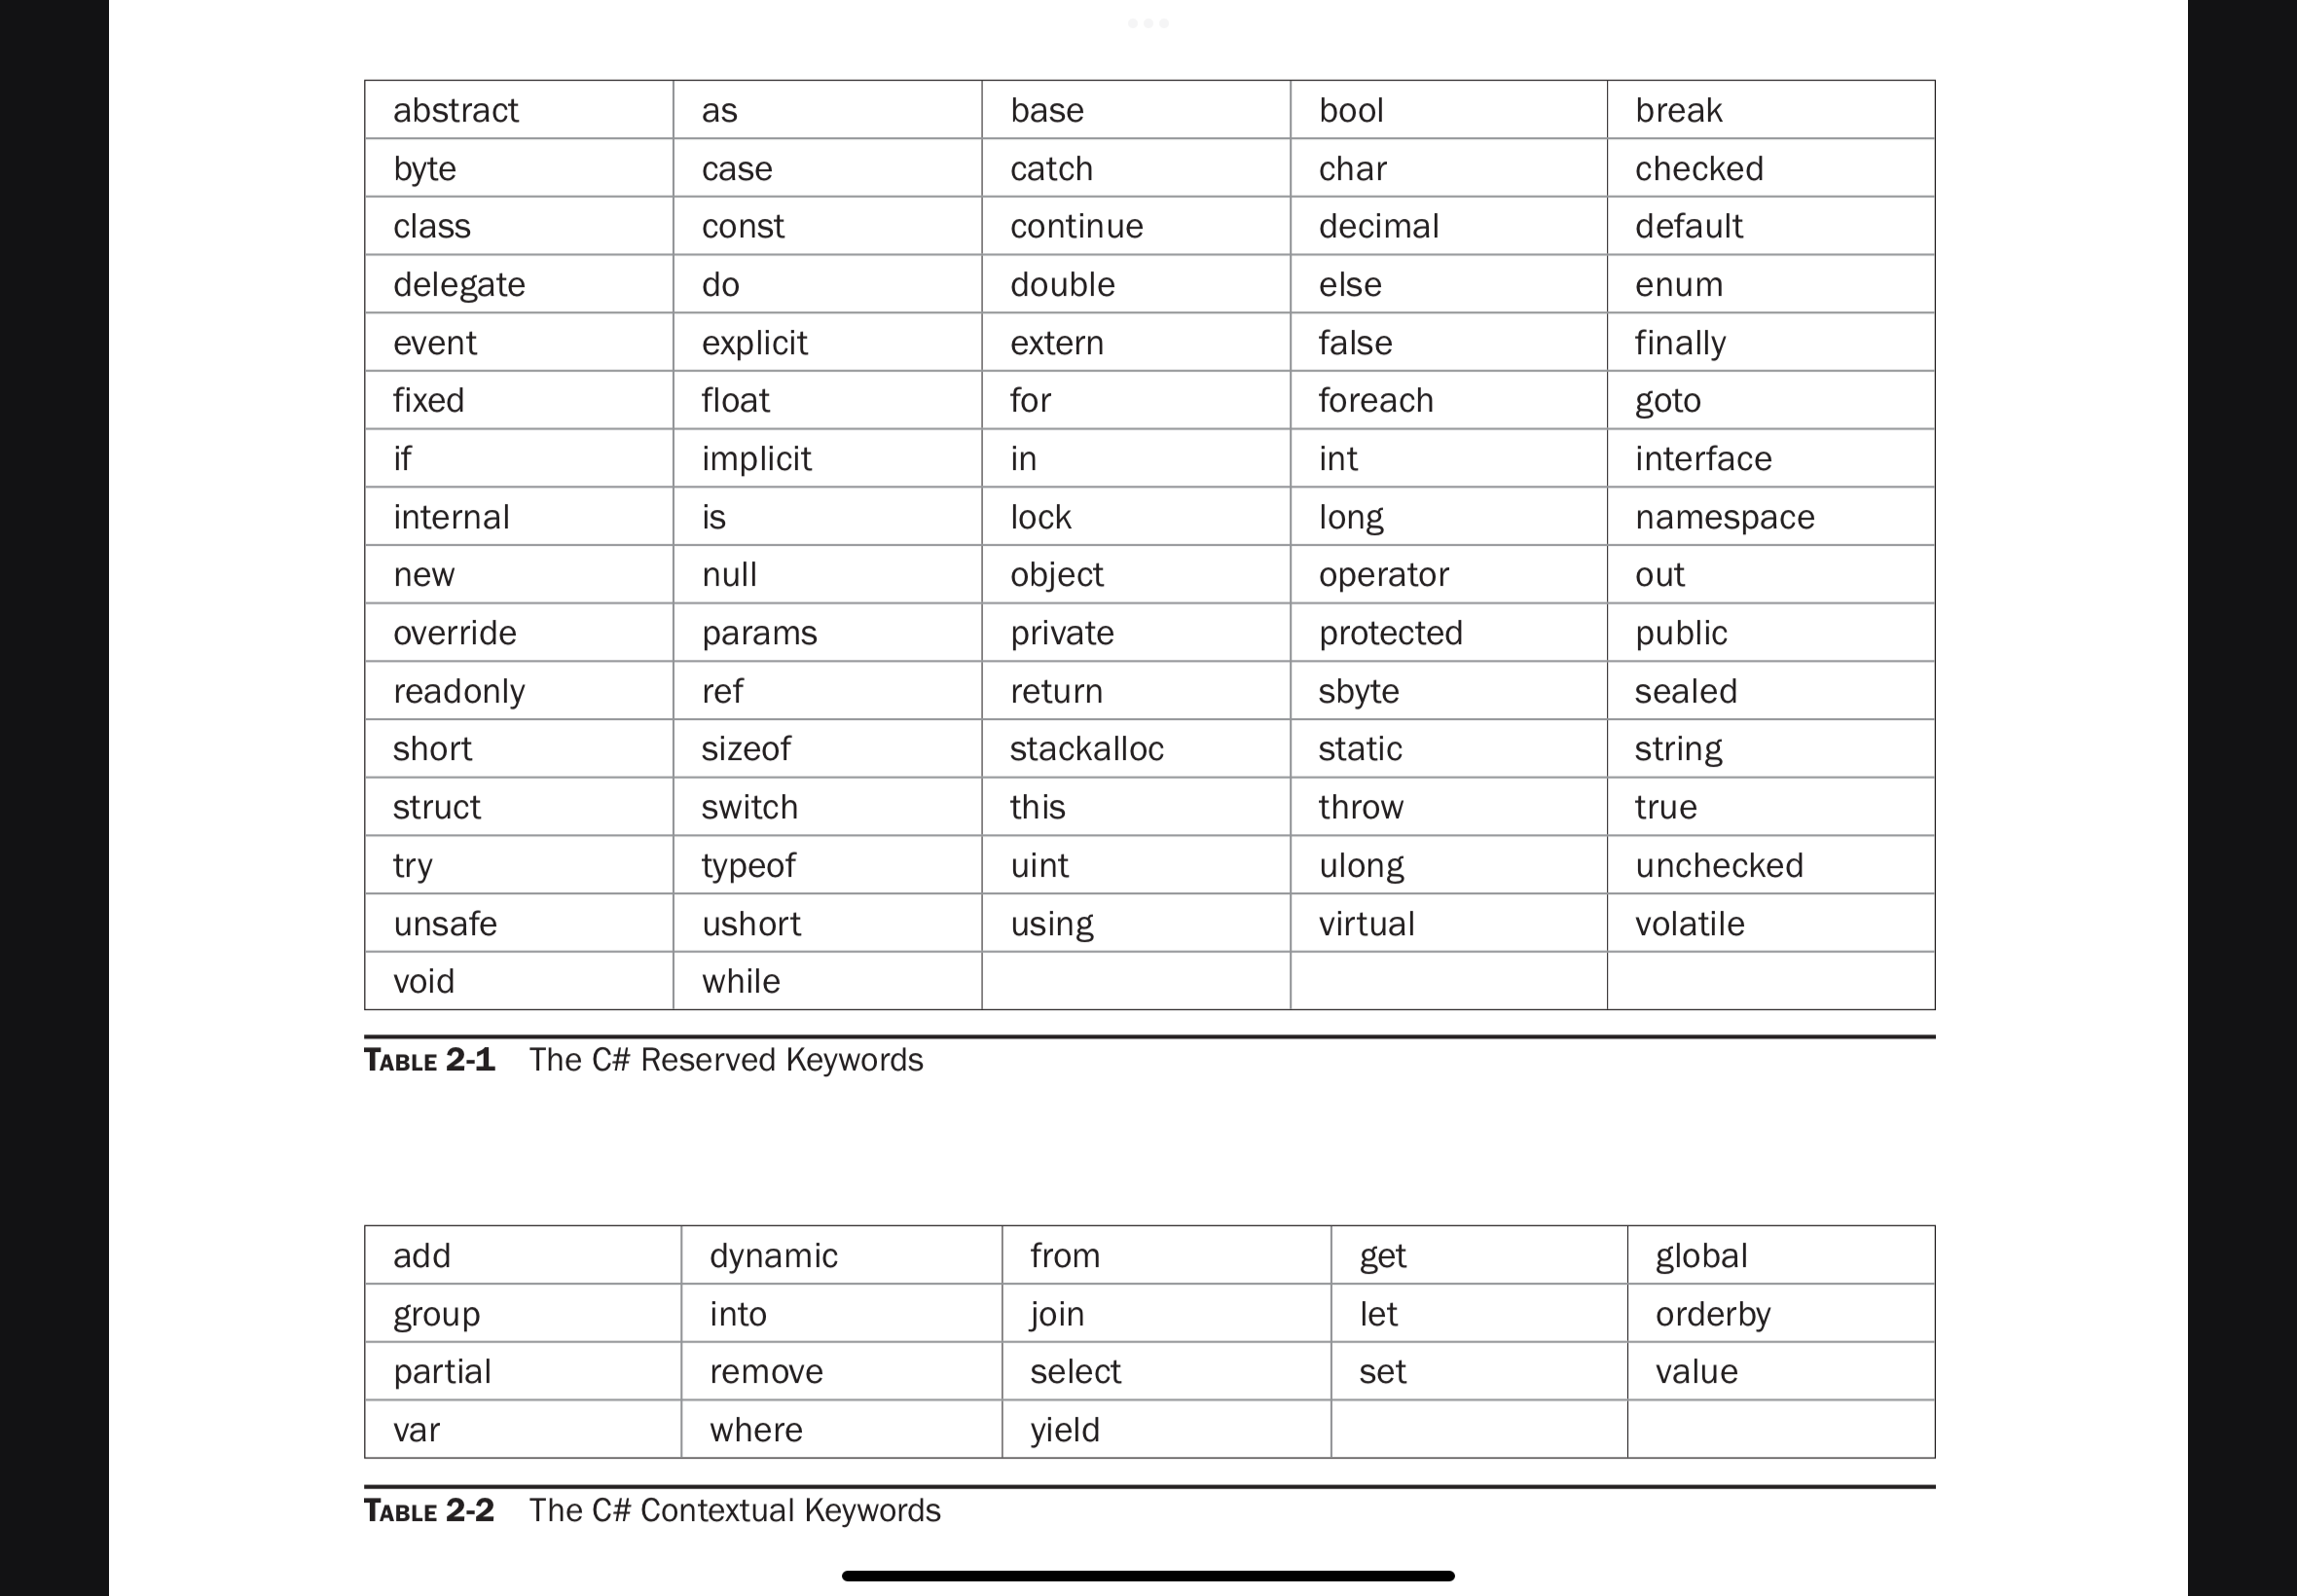 abstract as base bool break
byte case catch char checked
class const continue decimal default
delegate do double else enum
event explicit extern false finally
fixed float for foreach goto
if implicit in int interface
internal is lock long namespace
new null object operator out
override params private protected public
readonly ref return sbyte sealed
short sizeof stackalloc static string
struct switch this throw true
try typeof uint ulong unchecked
unsafe ushort using virtual volatile
void while
TABLE 2-1 The C# Reserved Keywords
add dynamic from get global
group into join let orderby
partial remove select set value
var where yield
TABLE 2-2 The C# Contextual Keywords